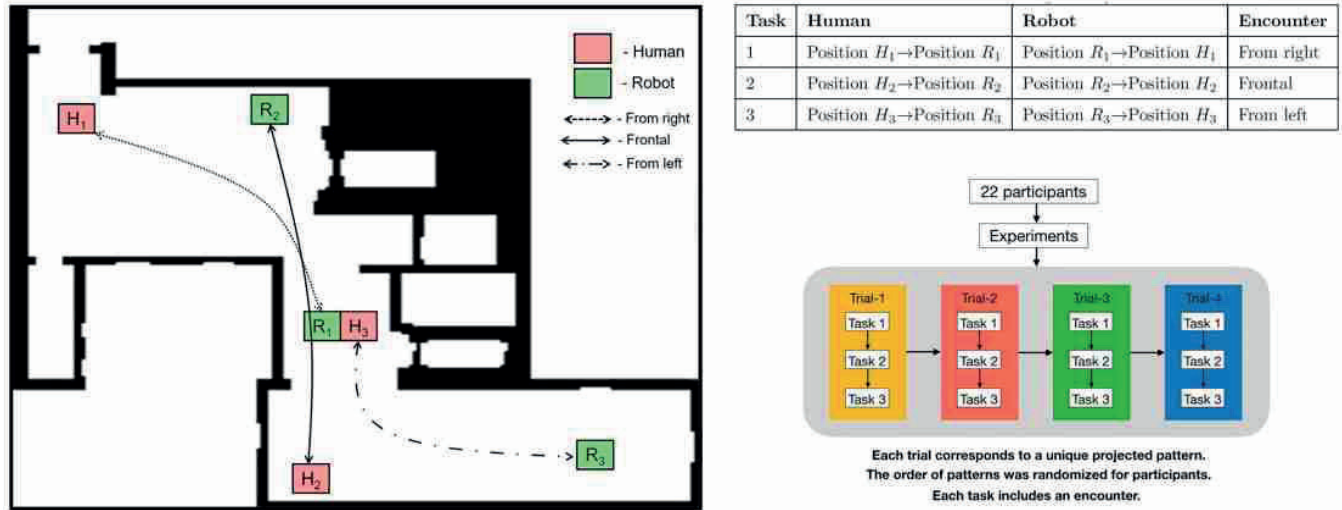 - Human
- Robot
- From right
- Frontal
- From left
H₁
R₂
R₁ H₃
H₂
R₃
Task Human Robot Encounter
1 Position H₁→Position R₁ Position R₁→Position H₁ From right
2 Position H₂→Position R₂ Position R₂→Position H₂ Frontal
3 Position H₃→Position R₃ Position R₃→Position H₃ From left
22 participants
Experiments
Trial-1 Trial-2 Trial-3 Trial-4
Task 1 Task 1 Task 1 Task 1
Task 2 Task 2 Task 2 Task 2
Task 3 Task 3 Task 3 Task 3
Each trial corresponds to a unique projected pattern.
The order of patterns was randomized for participants.
Each task includes an encounter.